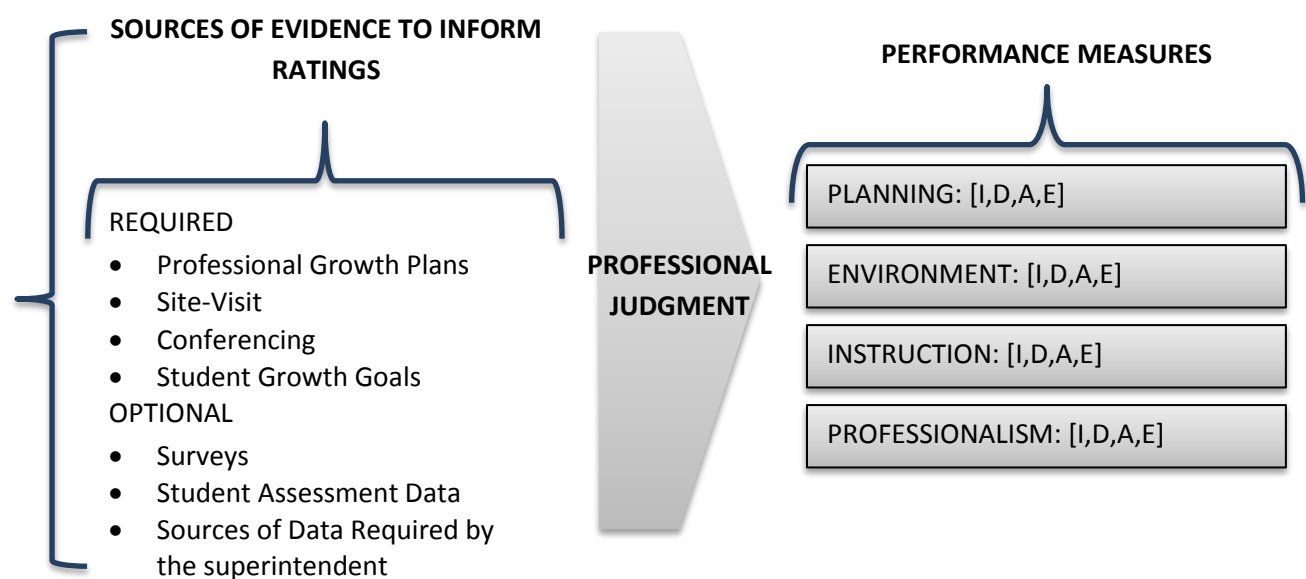 SOURCES OF EVIDENCE TO INFORM
RATINGS
REQUIRED
• Professional Growth Plans
• Site-Visit
• Conferencing
• Student Growth Goals
OPTIONAL
• Surveys
• Student Assessment Data
• Sources of Data Required by
the superintendent
PROFESSIONAL
JUDGMENT
PERFORMANCE MEASURES
PLANNING: [I,D,A,E]
ENVIRONMENT: [I,D,A,E]
INSTRUCTION: [I,D,A,E]
PROFESSIONALISM: [I,D,A,E]